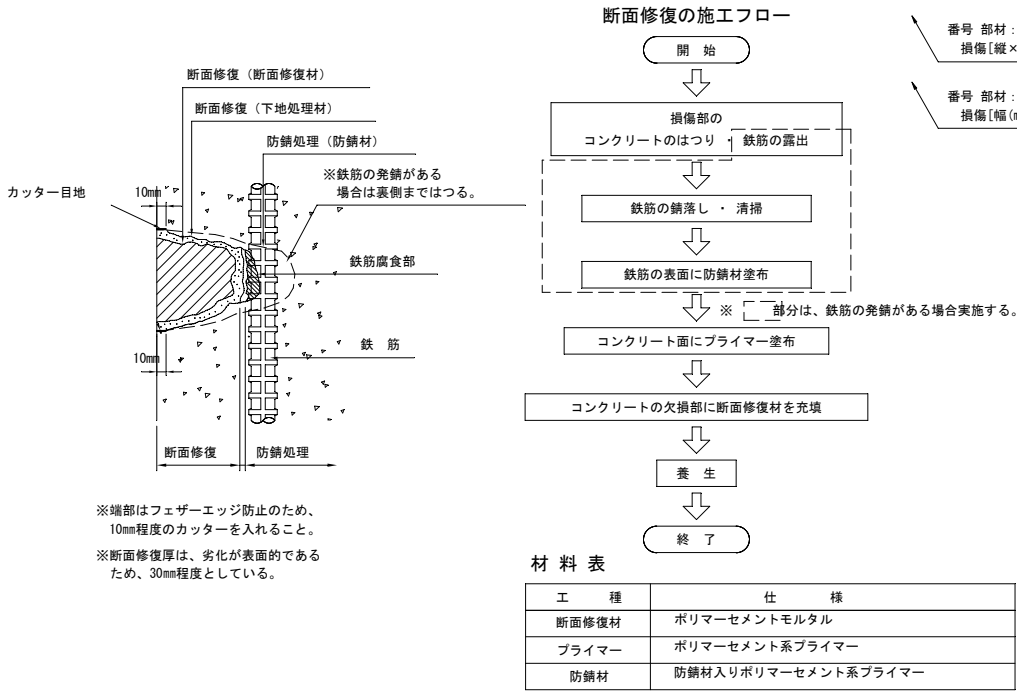 断面修復の施工フロー
開 始
損傷部の
コンクリートのはつり ・ 鉄筋の露出
鉄筋の錆落し ・ 清掃
鉄筋の表面に防錆材塗布
※ 部分は、鉄筋の発錆がある場合実施する。
コンクリート面にプライマー塗布
コンクリートの欠損部に断面修復材を充填
養 生
終 了
番号 部材:
損傷[縦×
番号 部材:
損傷[幅(m
断面修復(断面修復材)
断面修復(下地処理材)
防錆処理(防錆材)
※鉄筋の発錆がある
場合は裏側まではつる。
カッター目地
10mm
鉄筋腐食部
鉄 筋
10mm
断面修復
防錆処理
※端部はフェザーエッジ防止のため、
10mm程度のカッターを入れること。
※断面修復厚は、劣化が表面的である
ため、30mm程度としている。
材 料 表
工 種 仕 様
断面修復材 ポリマーセメントモルタル
プライマー ポリマーセメント系プライマー
防錆材 防錆材入りポリマーセメント系プライマー